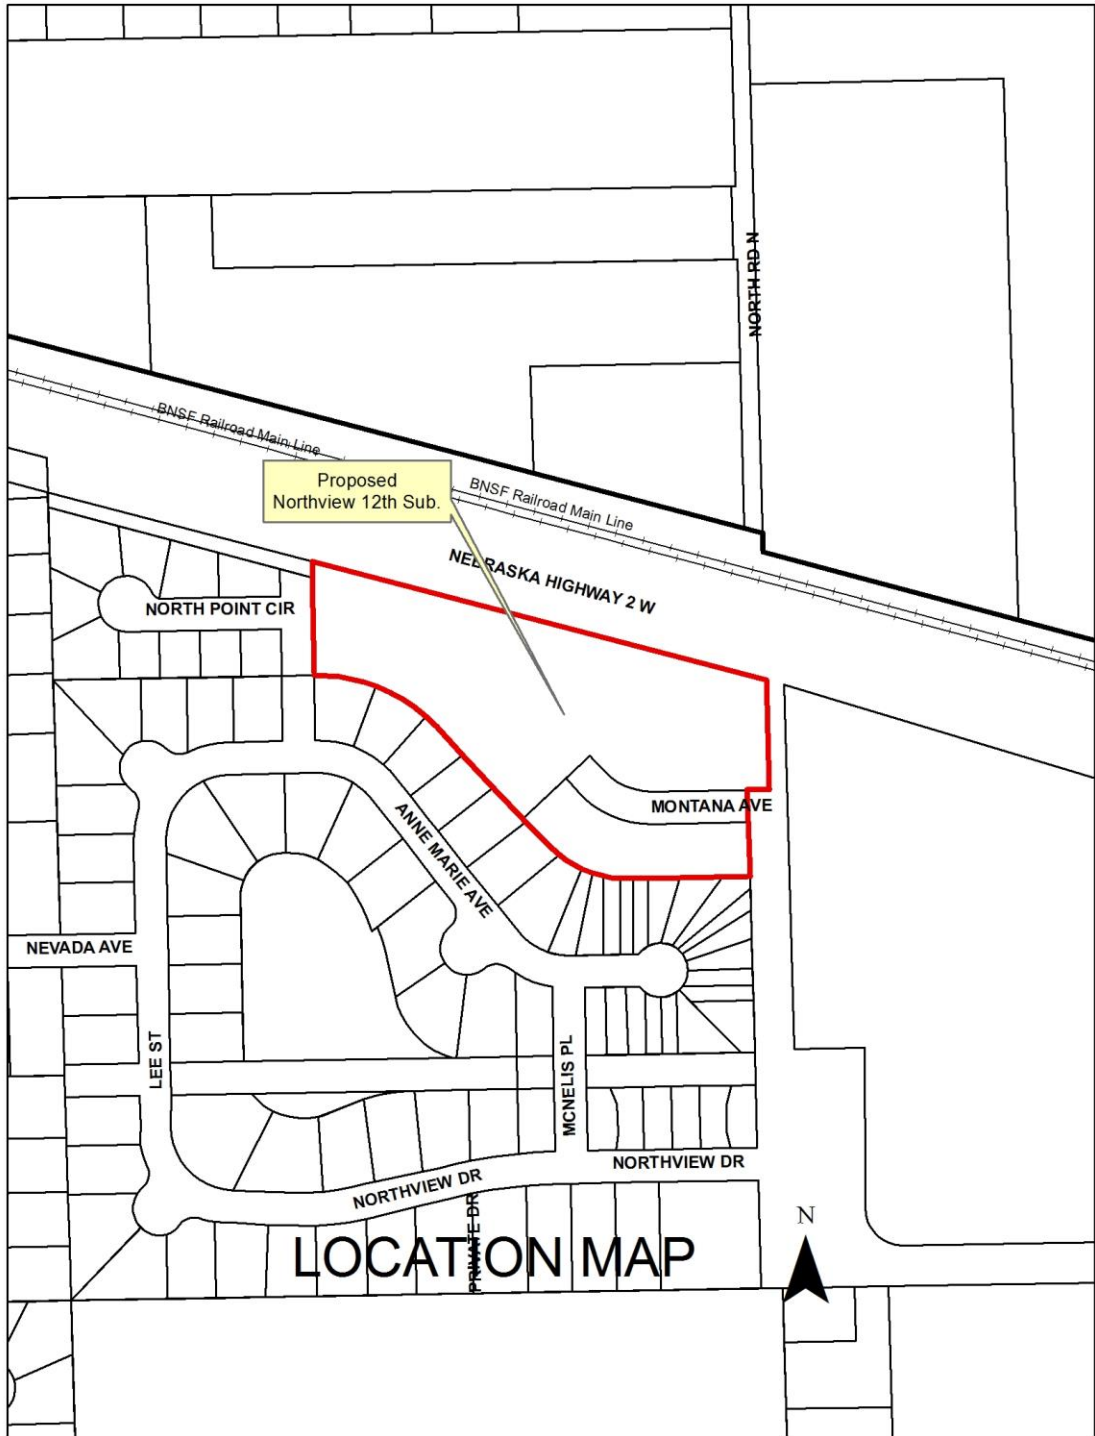 NORTH RD N
BNSF Railroad Main Line
Proposed
Northview 12th Sub.
BNSF Railroad Main Line
NEBRASKA HIGHWAY 2 W
NORTH POINT CIR
MONTANA AVE
ANNE MARIE AVE
NEVADA AVE
LEE ST
MCNELIS PL
NORTHVIEW DR
NORTHVIEW DR
PRIVATE DR
N
LOCATION MAP